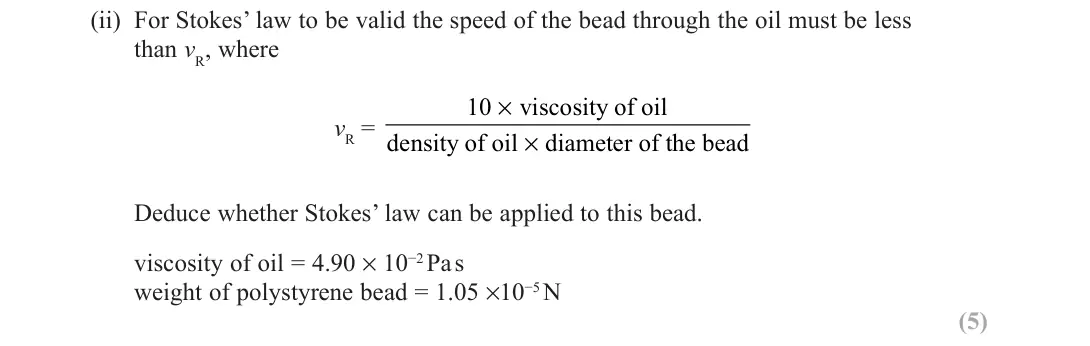 (ii) For Stokes’ law to be valid the speed of the bead through the oil must be less
than vR, where
vR = 10 × viscosity of oil / density of oil × diameter of the bead
Deduce whether Stokes’ law can be applied to this bead.
viscosity of oil = 4.90 × 10–2 Pa s
weight of polystyrene bead = 1.05 ×10–5 N
(5)